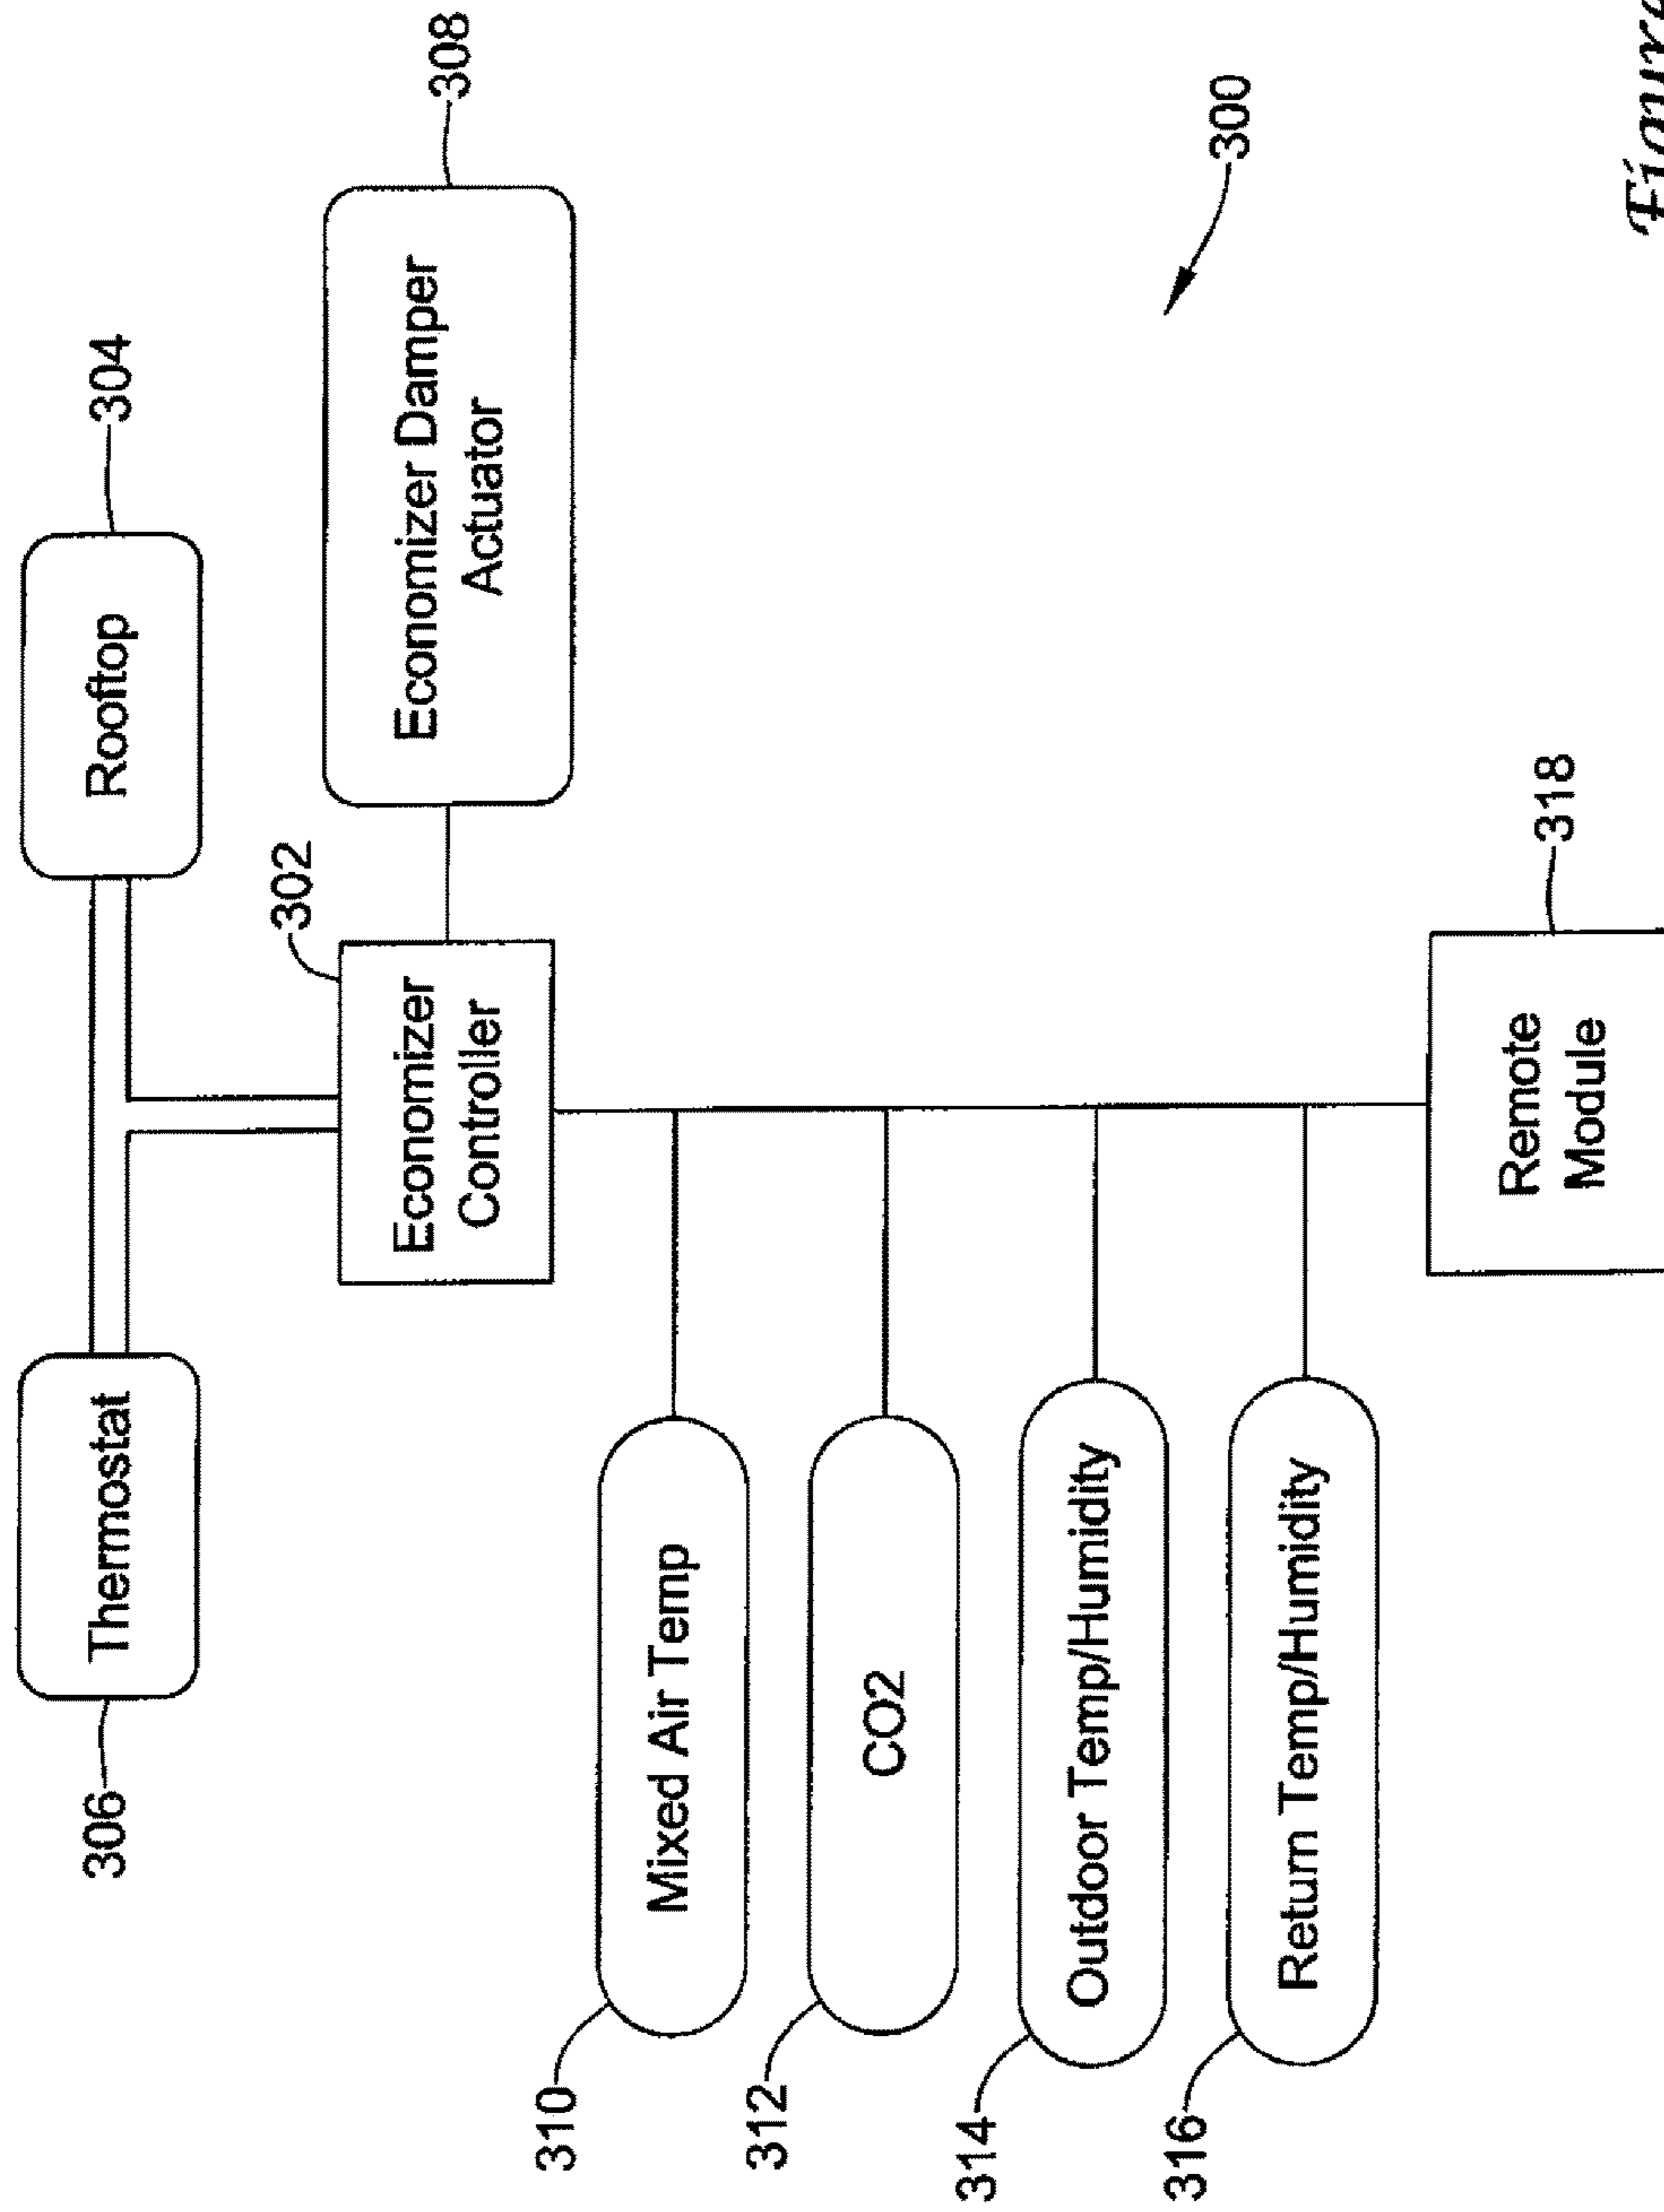 306
Thermostat
Rooftop
304
302
Economizer
Controller
Economizer Damper
Actuator
308
310
Mixed Air Temp
312
CO2
314
Outdoor Temp/Humidity
316
Return Temp/Humidity
300
Remote
Module
318